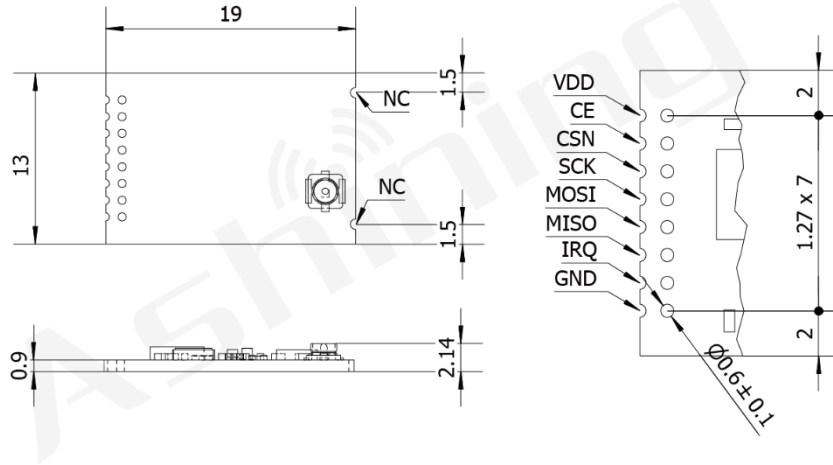 19
1.5
NC
13
NC
1.5
0.9
2.14
VDD
CE
CSN
SCK
MOSI
MISO
IRQ
GND
2
1.27 x 7
2
Ø0.6±0.1
Ashining